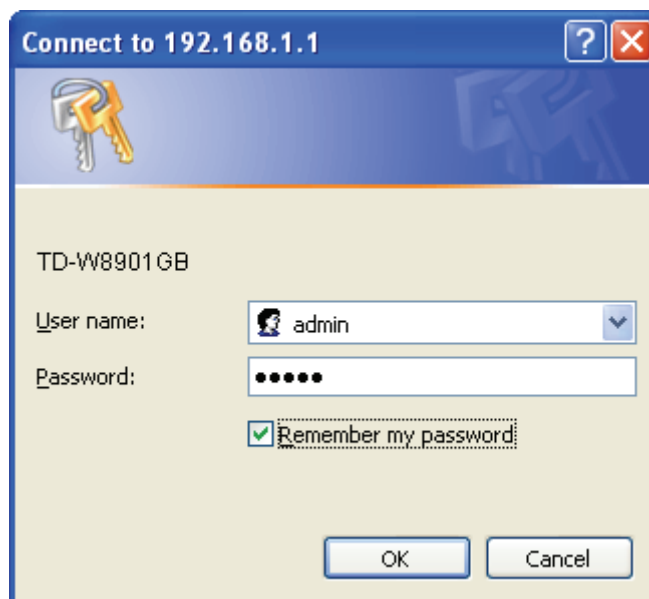 Connect to 192.168.1.1
TD-W8901GB
User name:
admin
Password:
●●●●●
Remember my password
OK
Cancel